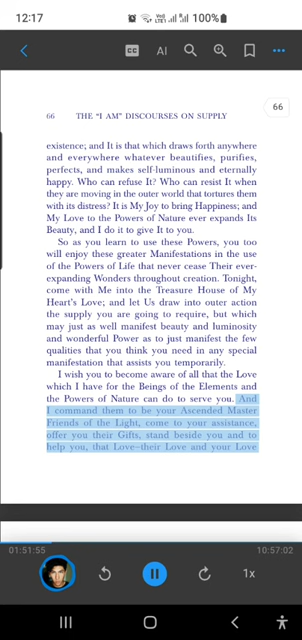 12:17
100%
CC
AI
66
66 THE "I AM" DISCOURSES ON SUPPLY
existence; and It is that which draws forth anywhere
and everywhere whatever beautifies, purifies,
perfects, and makes self-luminous and eternally
happy. Who can refuse It? Who can resist It when
they are moving in the outer world that tortures them
with its distress? It is My Joy to bring Happiness; and
My Love to the Powers of Nature ever expands Its
Beauty, and I do it to give It to you.
So as you learn to use these Powers, you too
will enjoy these greater Manifestations in the use
of the Powers of Life that never cease Their ever-
expanding Wonders throughout creation. Tonight,
come with Me into the Treasure House of My
Heart's Love; and let Us draw into outer action
the supply you are going to require, but which
may just as well manifest beauty and luminosity
and wonderful Power as to just manifest the few
qualities that you think you need in any special
manifestation that assists you temporarily.
I wish you to become aware of all that the Love
which I have for the Beings of the Elements and
the Powers of Nature can do to serve you. And
I command them to be your Ascended Master
Friends of the Light, come to your assistance,
offer you their Gifts, stand beside you and to
help you, that Love–their Love and your Love
01:51:55
10:57:02
1x